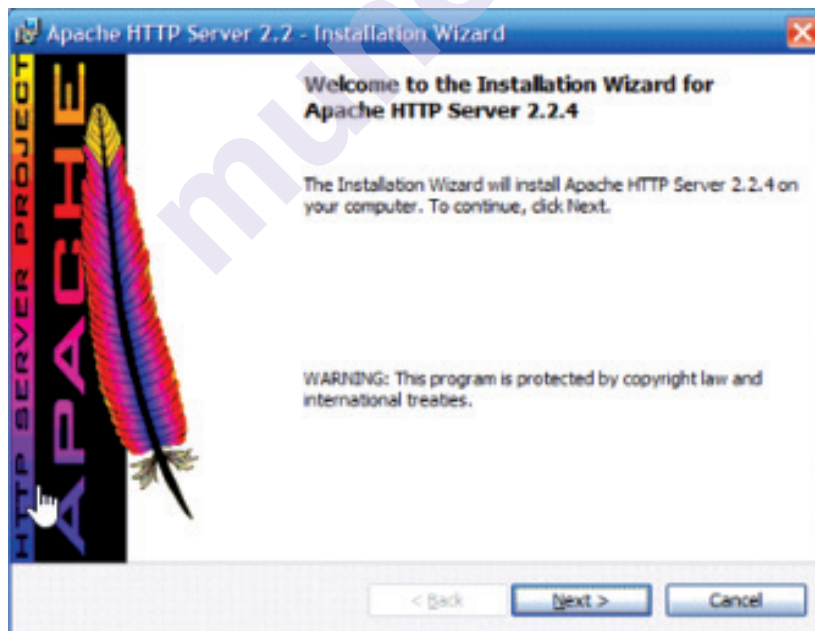 Apache HTTP Server 2.2 - Installation Wizard
HTTP SERVER PROJECT
APACHE
Welcome to the Installation Wizard for
Apache HTTP Server 2.2.4
The Installation Wizard will install Apache HTTP Server 2.2.4 on
your computer. To continue, click Next.
WARNING: This program is protected by copyright law and
international treaties.
< Back
Next >
Cancel
mun